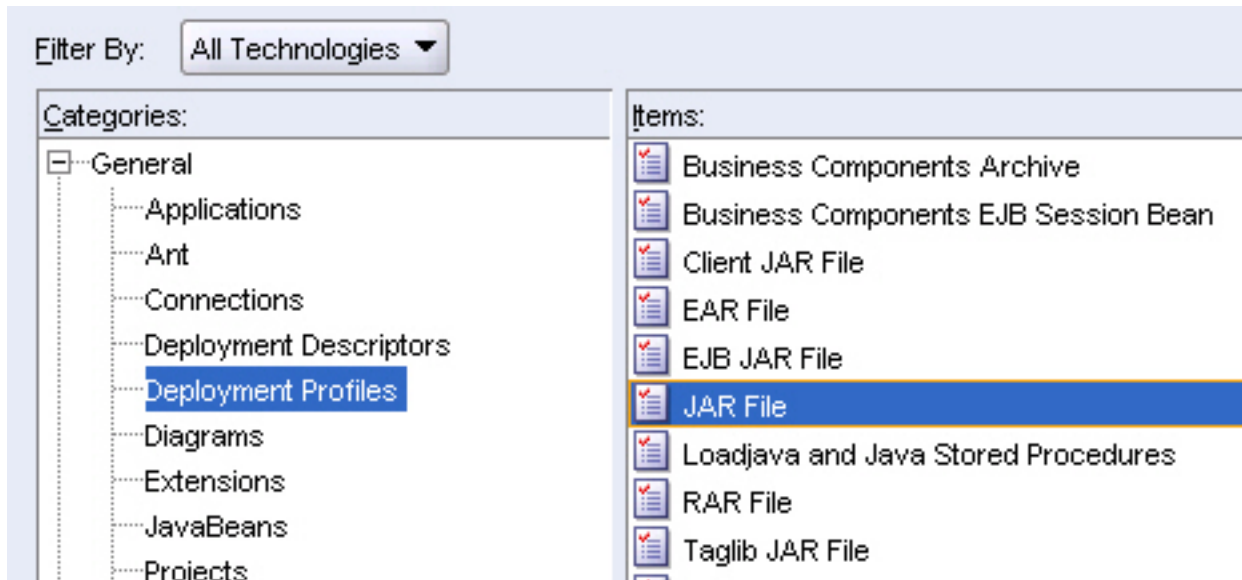 Filter By: All Technologies
Categories:
General
Applications
Ant
Connections
Deployment Descriptors
Deployment Profiles
Diagrams
Extensions
JavaBeans
Projects
Items:
Business Components Archive
Business Components EJB Session Bean
Client JAR File
EAR File
EJB JAR File
JAR File
Loadjava and Java Stored Procedures
RAR File
Taglib JAR File